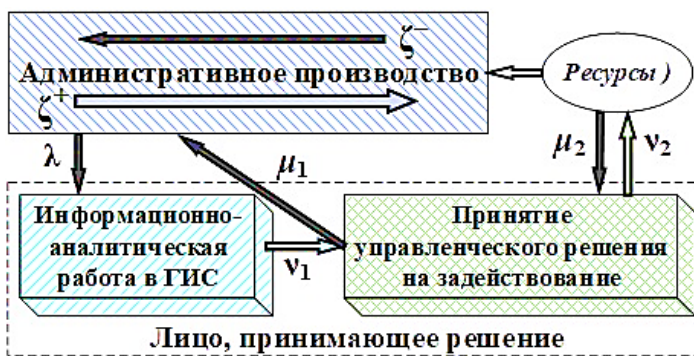 ζ⁻
Административное производство
ζ⁺
Ресурсы )
λ
μ₁
μ₂
ν₂
Информационно-
аналитическая
работа в ГИС
ν₁
Принятие
управленческого решения
на задействование
Лицо, принимающее решение